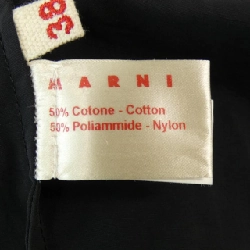 38
MARNI
50% Cotone - Cotton
50% Poliammide - Nylon